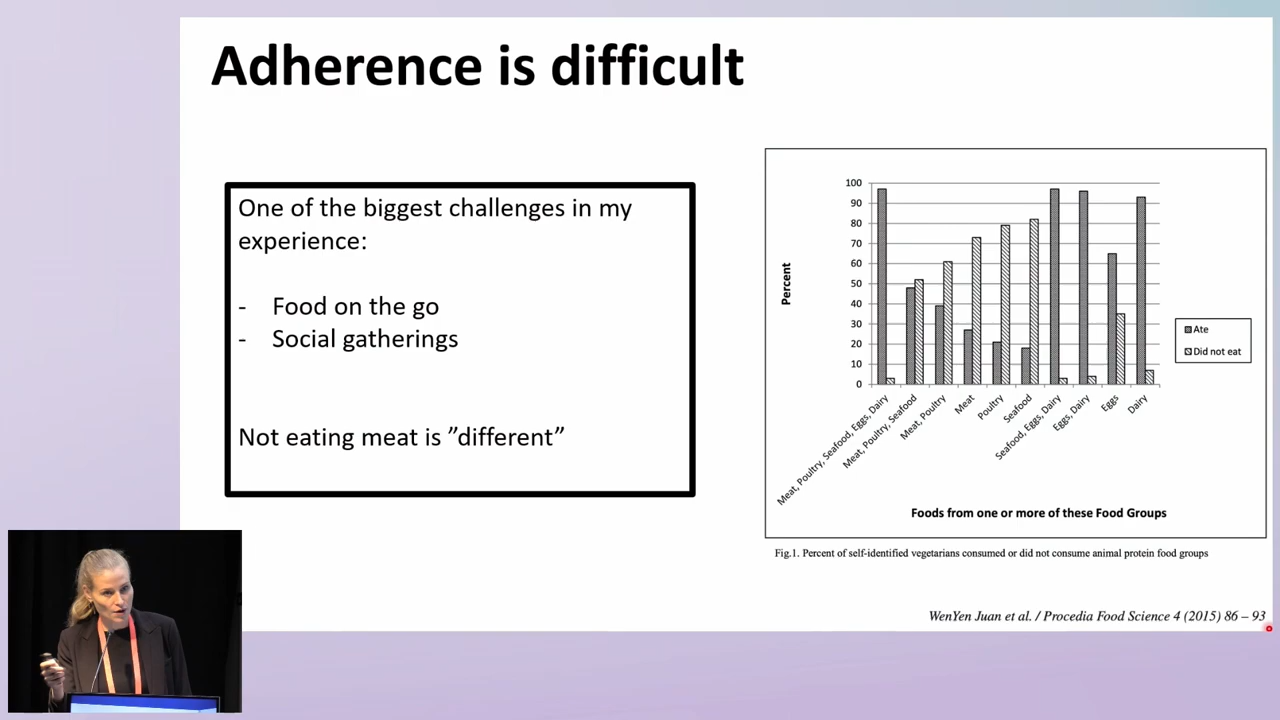 Adherence is difficult
One of the biggest challenges in my
experience:
- Food on the go
- Social gatherings
Not eating meat is ”different”
100
90
80
70
60
50
40
30
20
10
0
Percent
Meat, Poultry, Seafood, Eggs, Dairy
Meat, Poultry, Seafood
Meat, Poultry
Meat
Poultry
Seafood
Seafood, Eggs, Dairy
Eggs, Dairy
Eggs
Dairy
Foods from one or more of these Food Groups
Ate
Did not eat
Fig.1. Percent of self-identified vegetarians consumed or did not consume animal protein food groups
WenYen Juan et al. / Procedia Food Science 4 (2015) 86 – 93